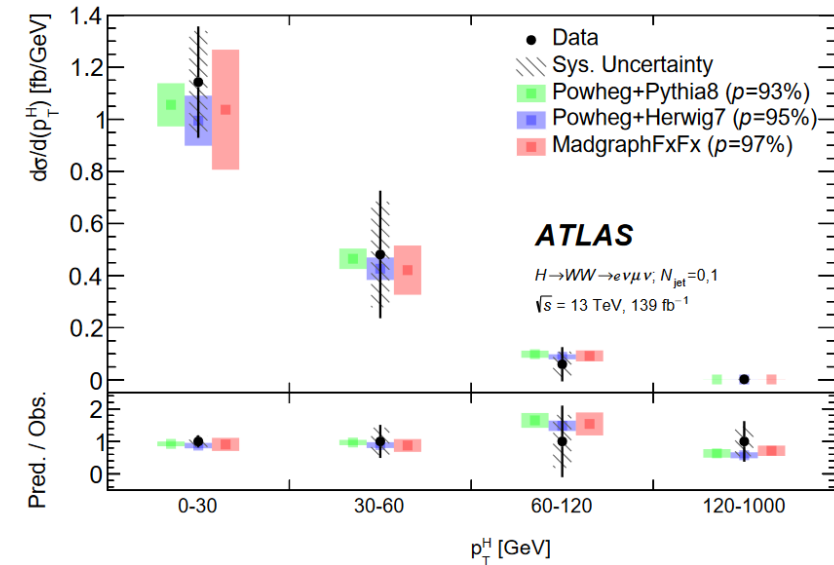 dσ/d(p_T^H) [fb/GeV]
1.4
1.2
1
0.8
0.6
0.4
0.2
0
Data
Sys. Uncertainty
Powheg+Pythia8 (p=93%)
Powheg+Herwig7 (p=95%)
MadgraphFxFx (p=97%)
ATLAS
H→WW→eνμν; N_jet=0,1
√s = 13 TeV, 139 fb⁻¹
Pred. / Obs.
2
1
0
0-30 30-60 60-120 120-1000
p_T^H [GeV]